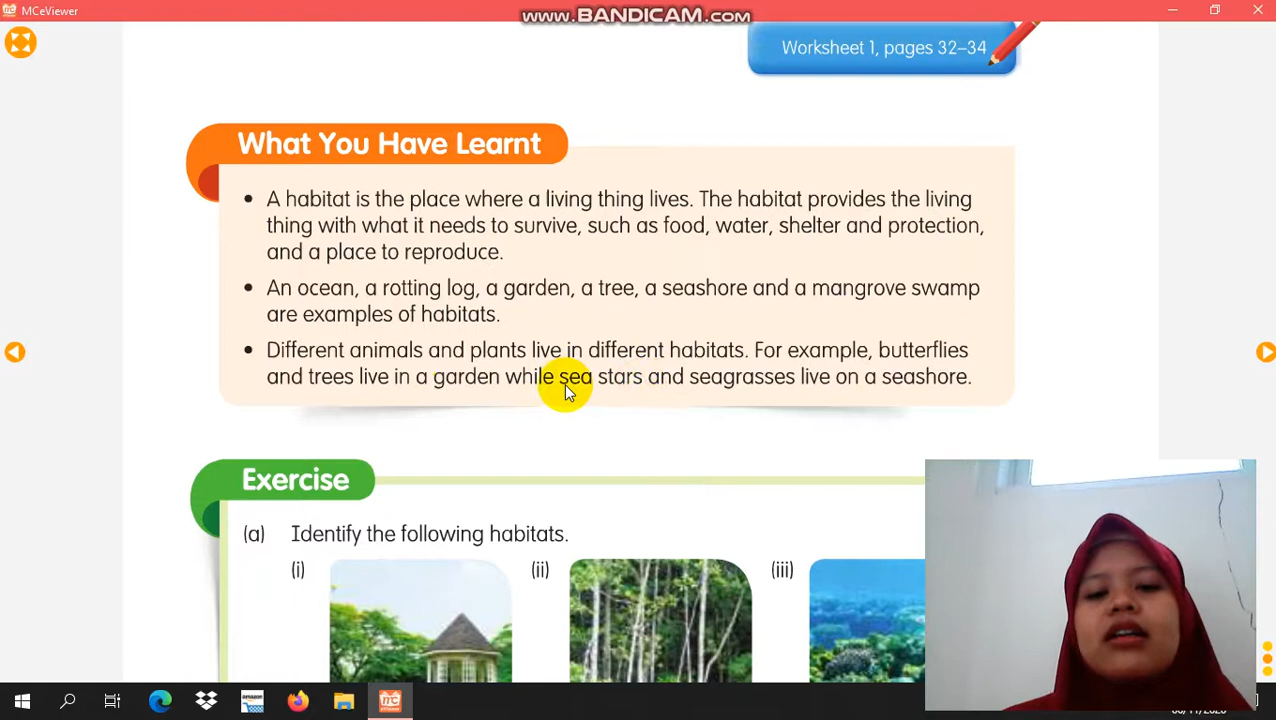 MCeViewer
www.BANDICAM.com
Worksheet 1, pages 32–34
What You Have Learnt
• A habitat is the place where a living thing lives. The habitat provides the living
thing with what it needs to survive, such as food, water, shelter and protection,
and a place to reproduce.
• An ocean, a rotting log, a garden, a tree, a seashore and a mangrove swamp
are examples of habitats.
• Different animals and plants live in different habitats. For example, butterflies
and trees live in a garden while sea stars and seagrasses live on a seashore.
Exercise
(a) Identify the following habitats.
(i) (ii) (iii)